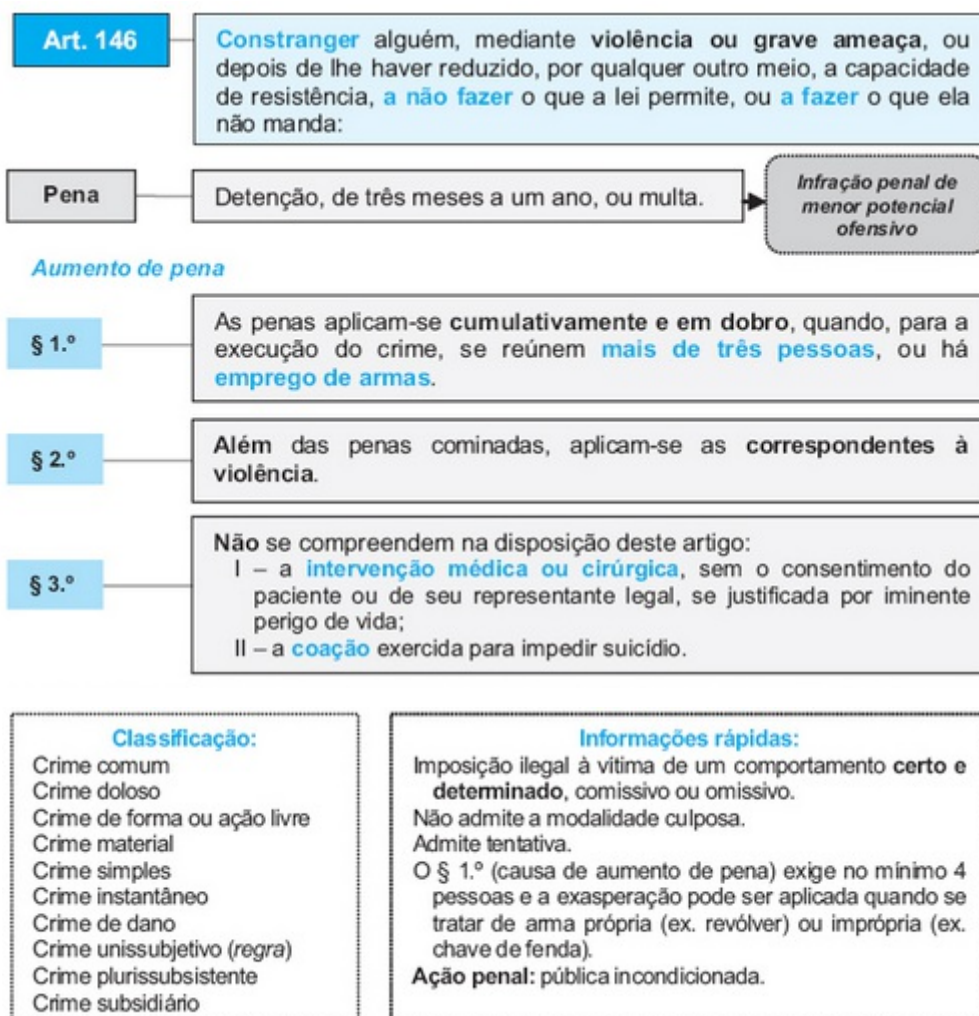 Art. 146
Constranger alguém, mediante violência ou grave ameaça, ou
depois de lhe haver reduzido, por qualquer outro meio, a capacidade
de resistência, a não fazer o que a lei permite, ou a fazer o que ela
não manda:
Pena
Detenção, de três meses a um ano, ou multa.
Infração penal de
menor potencial
ofensivo
Aumento de pena
§ 1.º
As penas aplicam-se cumulativamente e em dobro, quando, para a
execução do crime, se reúnem mais de três pessoas, ou há
emprego de armas.
§ 2.º
Além das penas cominadas, aplicam-se as correspondentes à
violência.
§ 3.º
Não se compreendem na disposição deste artigo:
I – a intervenção médica ou cirúrgica, sem o consentimento do
paciente ou de seu representante legal, se justificada por iminente
perigo de vida;
II – a coação exercida para impedir suicídio.
Classificação:
Crime comum
Crime doloso
Crime de forma ou ação livre
Crime material
Crime simples
Crime instantâneo
Crime de dano
Crime unissubjetivo (regra)
Crime plurissubsistente
Crime subsidiário
Informações rápidas:
Imposição ilegal à vítima de um comportamento certo e
determinado, comissivo ou omissivo.
Não admite a modalidade culposa.
Admite tentativa.
O § 1.º (causa de aumento de pena) exige no mínimo 4
pessoas e a exasperação pode ser aplicada quando se
tratar de arma própria (ex. revólver) ou imprópria (ex.
chave de fenda).
Ação penal: pública incondicionada.